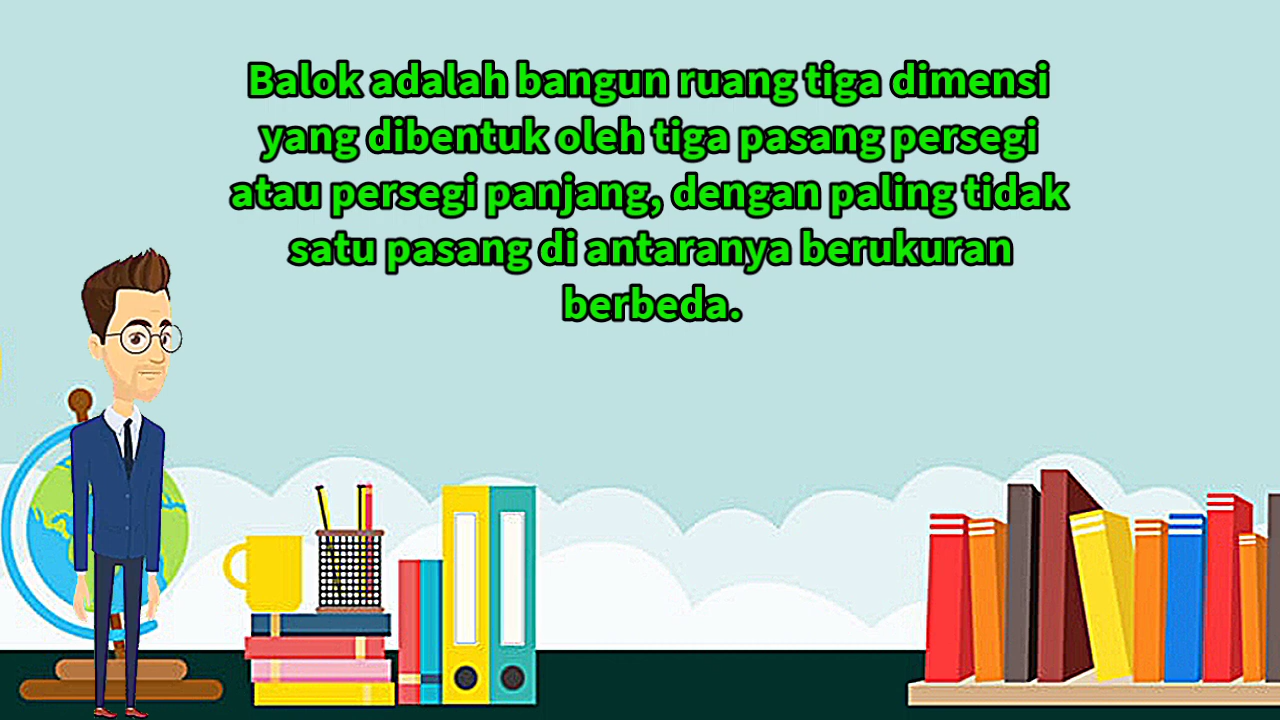 Balok adalah bangun ruang tiga dimensi
yang dibentuk oleh tiga pasang persegi
atau persegi panjang, dengan paling tidak
satu pasang di antaranya berukuran
berbeda.